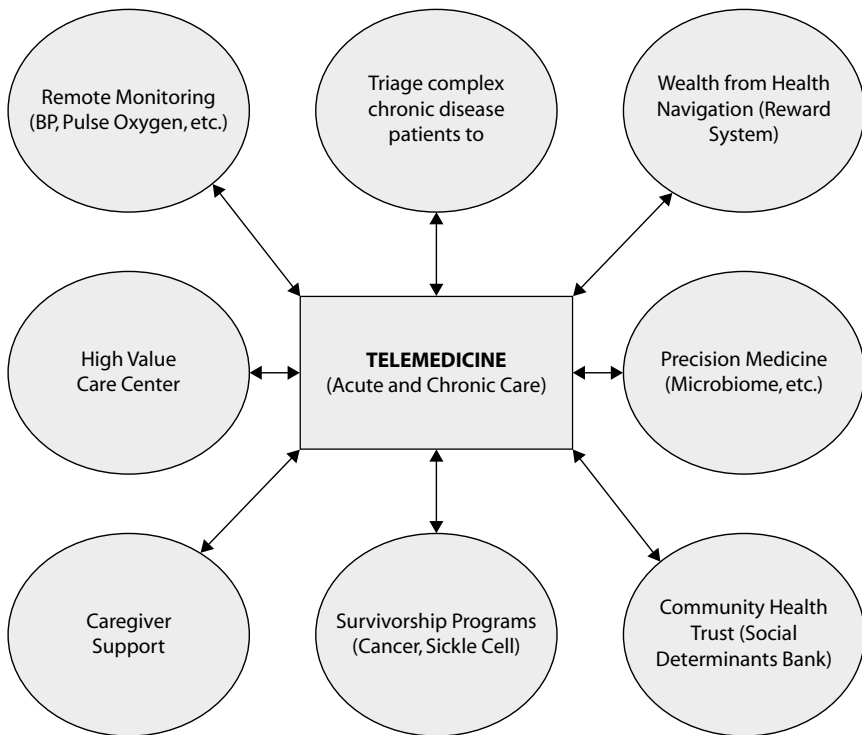 Remote Monitoring
(BP, Pulse Oxygen, etc.)
Triage complex
chronic disease
patients to
Wealth from Health
Navigation (Reward
System)
High Value
Care Center
TELEMEDICINE
(Acute and Chronic Care)
Precision Medicine
(Microbiome, etc.)
Caregiver
Support
Survivorship Programs
(Cancer, Sickle Cell)
Community Health
Trust (Social
Determinants Bank)